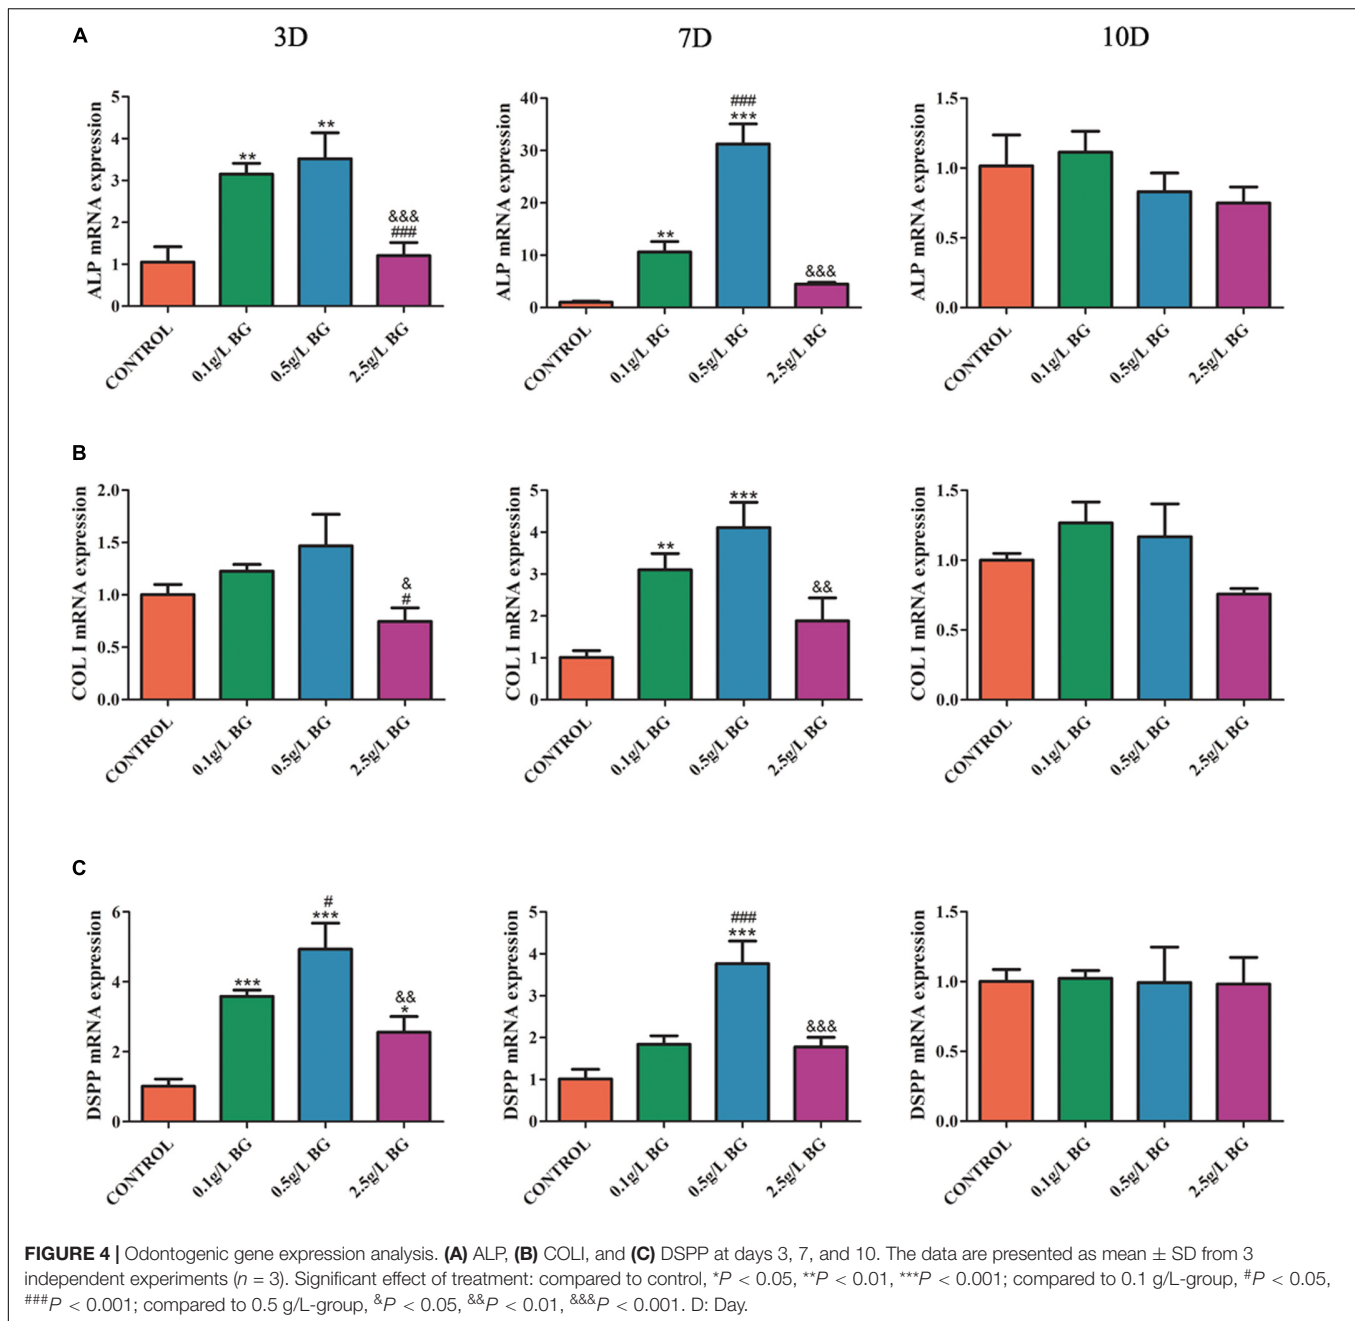 A 3D 7D 10D
ALP mRNA expression
5
4
3
2
1
0
**
**
&&&
###
CONTROL
0.1g/L BG
0.5g/L BG
2.5g/L BG
ALP mRNA expression
40
30
20
10
0
**
###
***
&&&
CONTROL
0.1g/L BG
0.5g/L BG
2.5g/L BG
ALP mRNA expression
1.5
1.0
0.5
0.0
CONTROL
0.1g/L BG
0.5g/L BG
2.5g/L BG
B
COL I mRNA expression
2.0
1.5
1.0
0.5
0.0
&
#
CONTROL
0.1g/L BG
0.5g/L BG
2.5g/L BG
COL I mRNA expression
5
4
3
2
1
0
**
***
&&
CONTROL
0.1g/L BG
0.5g/L BG
2.5g/L BG
COL I mRNA expression
1.5
1.0
0.5
0.0
CONTROL
0.1g/L BG
0.5g/L BG
2.5g/L BG
C
DSPP mRNA expression
6
4
2
0
***
#
***
&&
*
CONTROL
0.1g/L BG
0.5g/L BG
2.5g/L BG
DSPP mRNA expression
5
4
3
2
1
0
###
***
&&&
CONTROL
0.1g/L BG
0.5g/L BG
2.5g/L BG
DSPP mRNA expression
1.5
1.0
0.5
0.0
CONTROL
0.1g/L BG
0.5g/L BG
2.5g/L BG
FIGURE 4 | Odontogenic gene expression analysis. (A) ALP, (B) COLI, and (C) DSPP at days 3, 7, and 10. The data are presented as mean ± SD from 3
independent experiments (n = 3). Significant effect of treatment: compared to control, *P < 0.05, **P < 0.01, ***P < 0.001; compared to 0.1 g/L-group, #P < 0.05,
###P < 0.001; compared to 0.5 g/L-group, &P < 0.05, &&P < 0.01, &&&P < 0.001. D: Day.